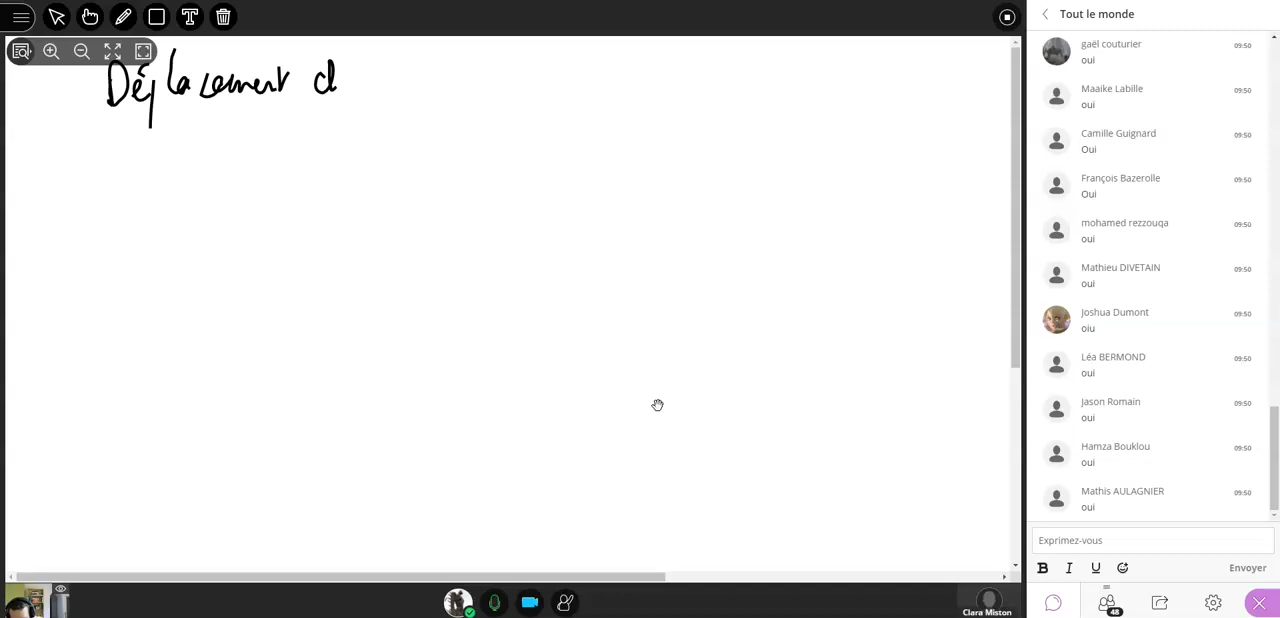 Tout le monde
Déplacement d
gaël couturier 09:50
oui
Maaike Labille 09:50
oui
Camille Guignard 09:50
Oui
François Bazerolle 09:50
Oui
mohamed rezzouqa 09:50
oui
Mathieu DIVETAIN 09:50
oui
Joshua Dumont 09:50
oiu
Léa BERMOND 09:50
oui
Jason Romain 09:50
oui
Hamza Bouklou 09:50
oui
Mathis AULAGNIER 09:50
oui
Exprimez-vous
B I U Envoyer
48
Clara Miston